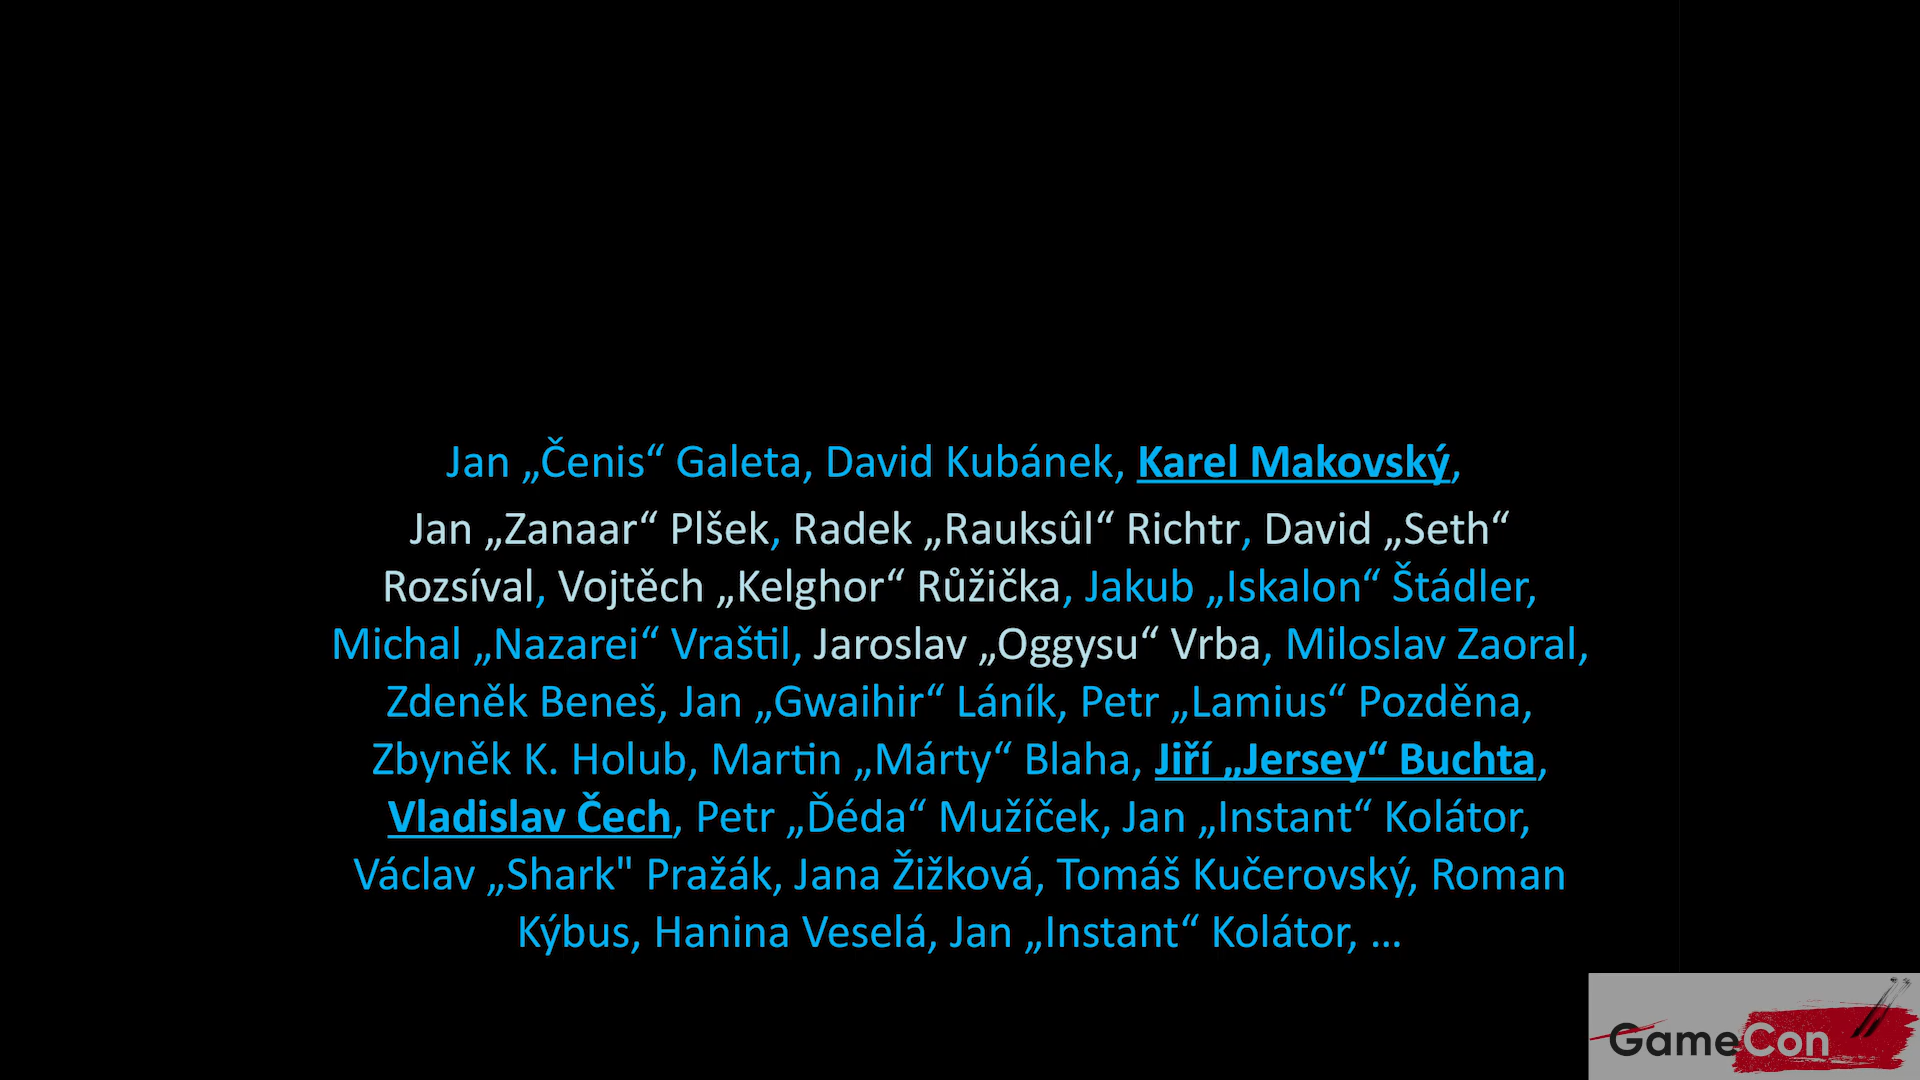 Jan „Čenis“ Galeta, David Kubánek, Karel Makovský,
Jan „Zanaar“ Plšek, Radek „Rauksûl“ Richtr, David „Seth“
Rozsíval, Vojtěch „Kelghor“ Růžička, Jakub „Iskalon“ Štádler,
Michal „Nazarei“ Vraštil, Jaroslav „Oggysu“ Vrba, Miloslav Zaoral,
Zdeněk Beneš, Jan „Gwaihir“ Láník, Petr „Lamius“ Pozděna,
Zbyněk K. Holub, Martin „Márty“ Blaha, Jiří „Jersey“ Buchta,
Vladislav Čech, Petr „Ďéda“ Mužíček, Jan „Instant“ Kolátor,
Václav „Shark" Pražák, Jana Žižková, Tomáš Kučerovský, Roman
Kýbus, Hanina Veselá, Jan „Instant“ Kolátor, ...
GameCon